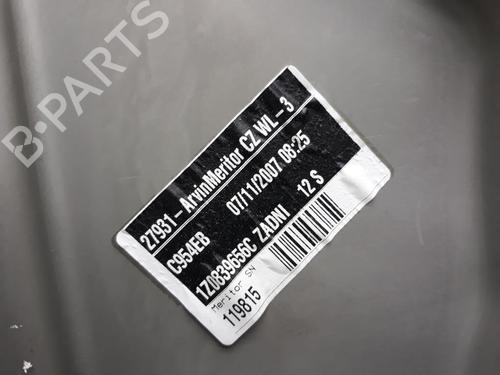 B-PARTS
27931-ArvinMeritor CZ WL-3
C954EB 07/11/2007 08:25
1Z0839656C ZADNI 12 S
Meritor SN
119815